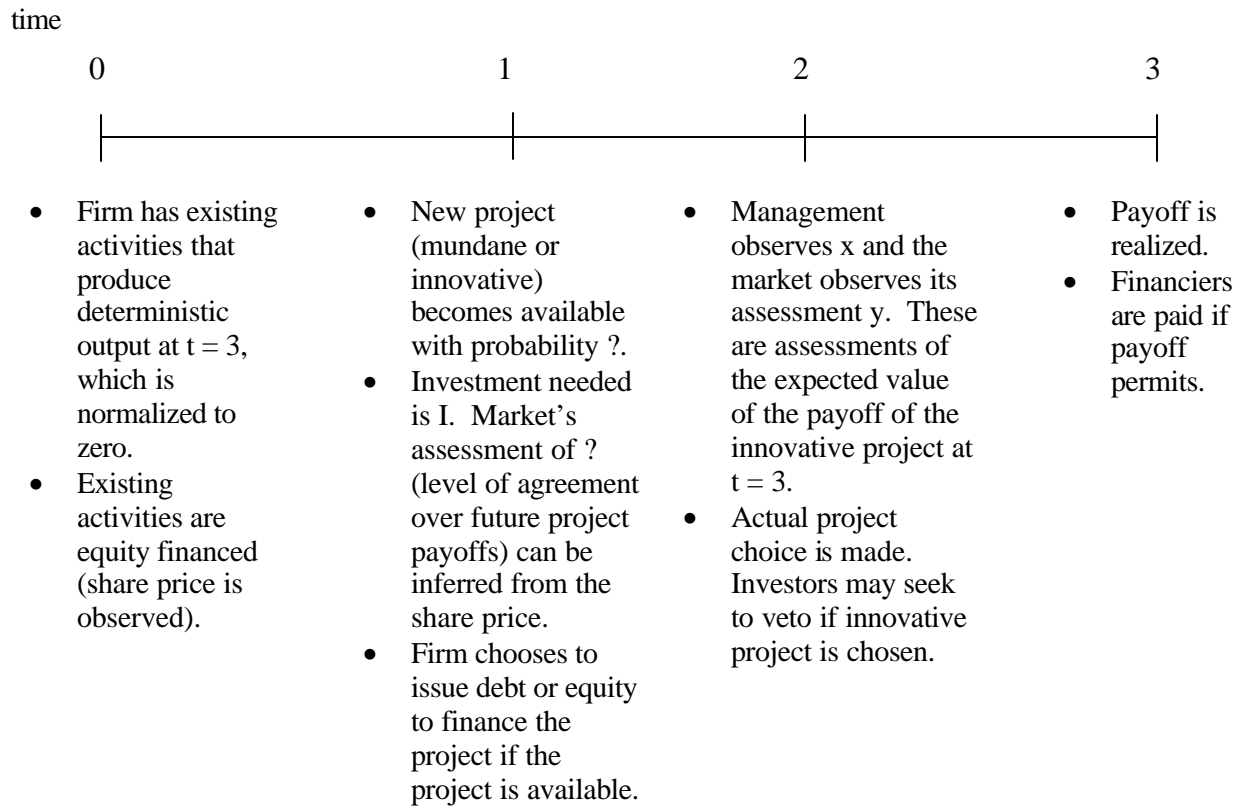 time
0 1 2 3
• Firm has existing
activities that
produce
deterministic
output at t = 3,
which is
normalized to
zero.
• Existing
activities are
equity financed
(share price is
observed).
• New project
(mundane or
innovative)
becomes available
with probability ?.
• Investment needed
is I. Market's
assessment of ?
(level of agreement
over future project
payoffs) can be
inferred from the
share price.
• Firm chooses to
issue debt or equity
to finance the
project if the
project is available.
• Management
observes x and the
market observes its
assessment y. These
are assessments of
the expected value
of the payoff of the
innovative project at
t = 3.
• Actual project
choice is made.
Investors may seek
to veto if innovative
project is chosen.
• Payoff is
realized.
• Financiers
are paid if
payoff
permits.